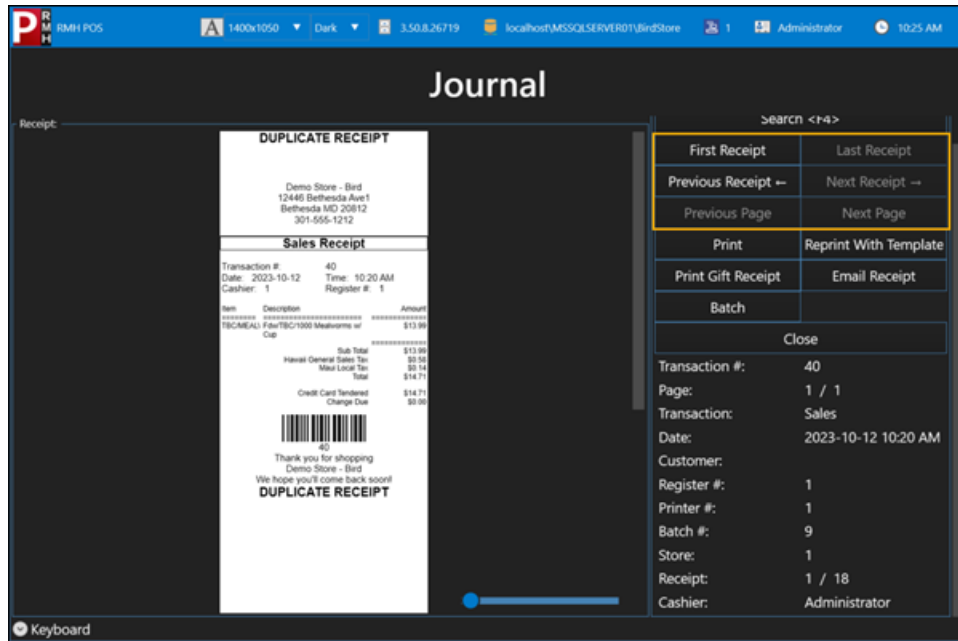 P RMH
RMH POS
A 1400x1050 ▼ Dark ▼ 3.50.8.26719 localhost\MSSQLSERVER01\BirdStore 1 Administrator 10:25 AM
Journal
Receipt:
DUPLICATE RECEIPT
Demo Store - Bird
12446 Bethesda Ave1
Bethesda MD 20812
301-555-1212
Sales Receipt
Transaction #: 40
Date: 2023-10-12 Time: 10:20 AM
Cashier: 1 Register #: 1
Item Description Amount
TBC/MEAL\ Fdw/TBC/1000 Mealworms w/ $13.99
Cup
Sub Total $13.99
Hawaii General Sales Tax $0.58
Maui Local Tax $0.14
Total $14.71
Credit Card Tendered $14.71
Change Due $0.00
40
Thank you for shopping
Demo Store - Bird
We hope you'll come back soon!
DUPLICATE RECEIPT
Search <F4>
First Receipt Last Receipt
Previous Receipt ← Next Receipt →
Previous Page Next Page
Print Reprint With Template
Print Gift Receipt Email Receipt
Batch
Close
Transaction #: 40
Page: 1 / 1
Transaction: Sales
Date: 2023-10-12 10:20 AM
Customer:
Register #: 1
Printer #: 1
Batch #: 9
Store: 1
Receipt: 1 / 18
Cashier: Administrator
Keyboard